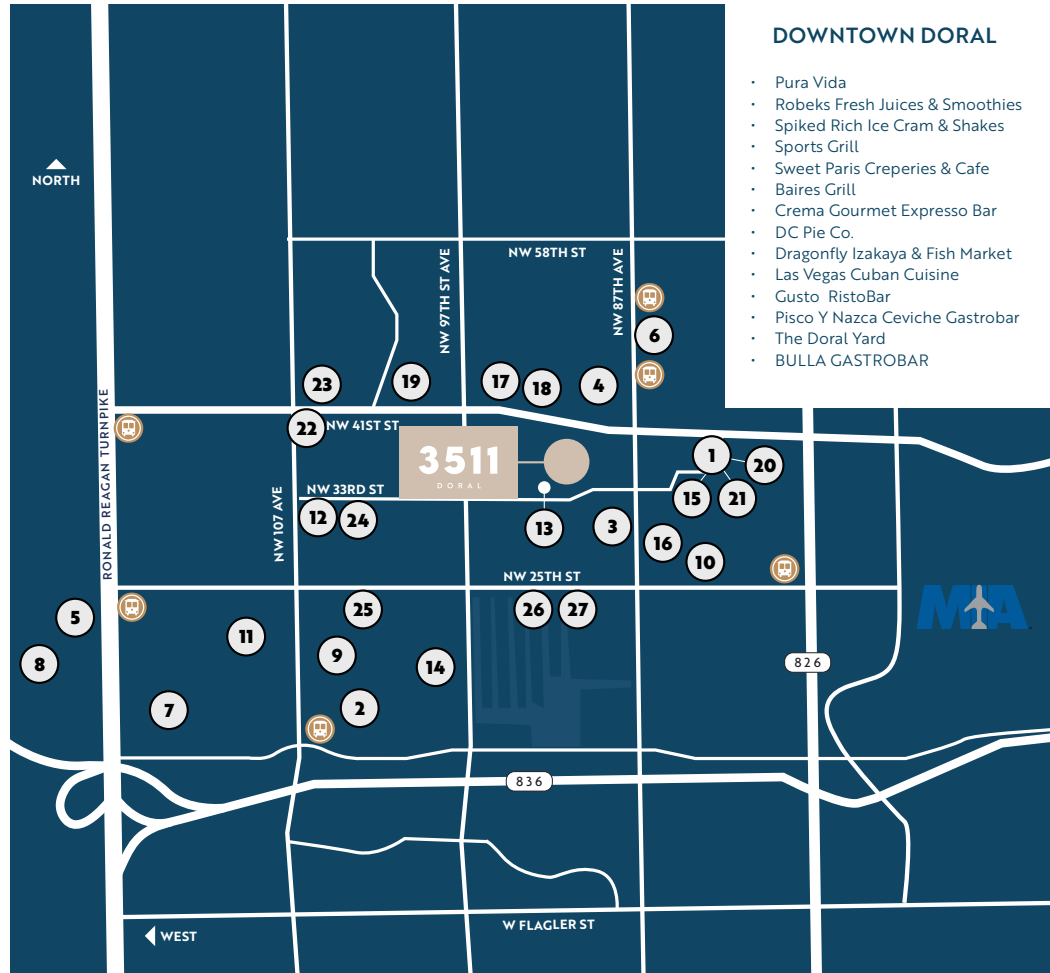 DOWNTOWN DORAL
· Pura Vida
· Robeks Fresh Juices & Smoothies
· Spiked Rich Ice Cram & Shakes
· Sports Grill
· Sweet Paris Creperies & Cafe
· Baires Grill
· Crema Gourmet Expresso Bar
· DC Pie Co.
· Dragonfly Izakaya & Fish Market
· Las Vegas Cuban Cuisine
· Gusto RistoBar
· Pisco Y Nazca Ceviche Gastrobar
· The Doral Yard
· BULLA GASTROBAR
NORTH
NW 58TH ST
NW 97TH ST AVE
NW 87TH AVE
6
23
19
17
18
4
RONALD REAGAN TURNPIKE
22
NW 41ST ST
3511
DORAL
1
20
15
21
NW 33RD ST
NW 107 AVE
12
24
13
3
16
10
NW 25TH ST
5
25
26
27
MIA
11
8
9
14
826
7
2
836
W FLAGLER ST
WEST